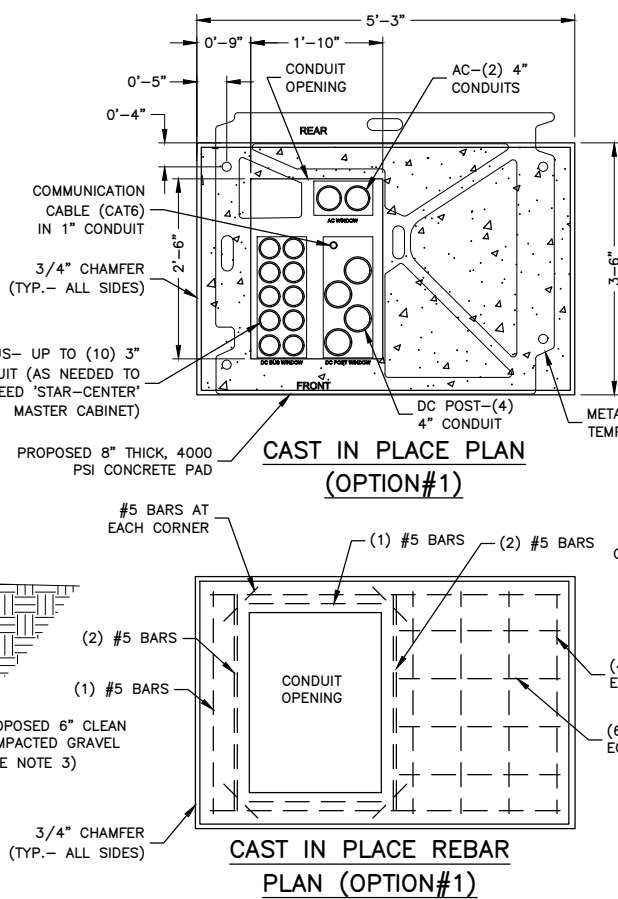 5'-3"
0'-9"
1'-10"
0'-5"
CONDUIT
OPENING
AC-(2) 4"
CONDUITS
0'-4"
REAR
COMMUNICATION
CABLE (CAT6)
IN 1" CONDUIT
2'-6"
AC WINDOW
3/4" CHAMFER
(TYP.- ALL SIDES)
3'-6"
US- UP TO (10) 3"
UIT (AS NEEDED TO
EED 'STAR-CENTER'
MASTER CABINET)
DC BUS WINDOW
DC POST WINDOW
FRONT
DC POST-(4)
4" CONDUIT
META
TEMP
PROPOSED 8" THICK, 4000
PSI CONCRETE PAD
CAST IN PLACE PLAN
(OPTION#1)
#5 BARS AT
EACH CORNER
(1) #5 BARS
(2) #5 BARS
(2) #5 BARS
(1) #5 BARS
CONDUIT
OPENING
(4
E
(6
EQ
OPOSED 6" CLEAN
MPACTED GRAVEL
E NOTE 3)
3/4" CHAMFER
(TYP.- ALL SIDES)
CAST IN PLACE REBAR
PLAN (OPTION#1)